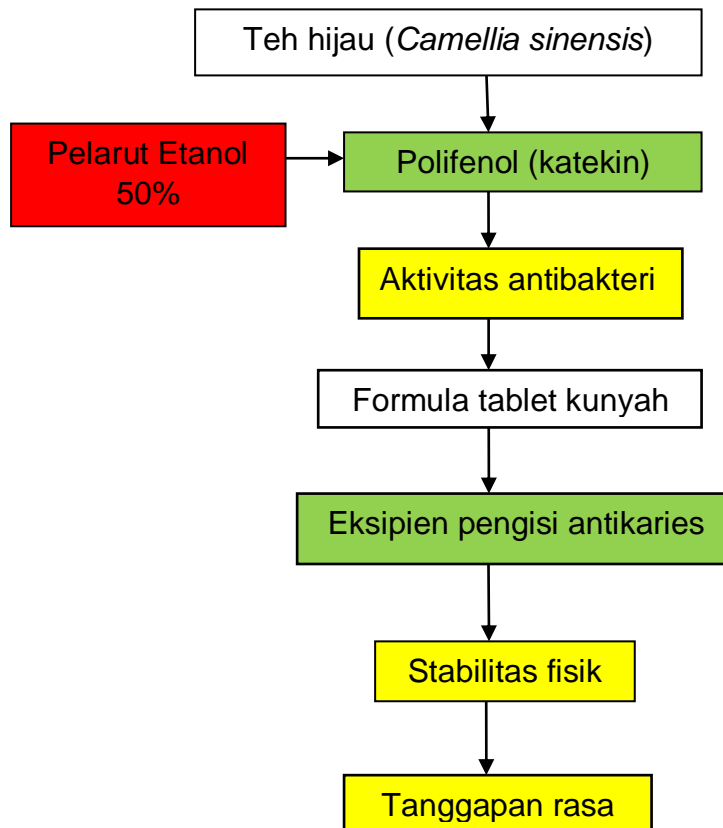 Teh hijau (Camellia sinensis)
Pelarut Etanol
50%
Polifenol (katekin)
Aktivitas antibakteri
Formula tablet kunyah
Eksipien pengisi antikaries
Stabilitas fisik
Tanggapan rasa